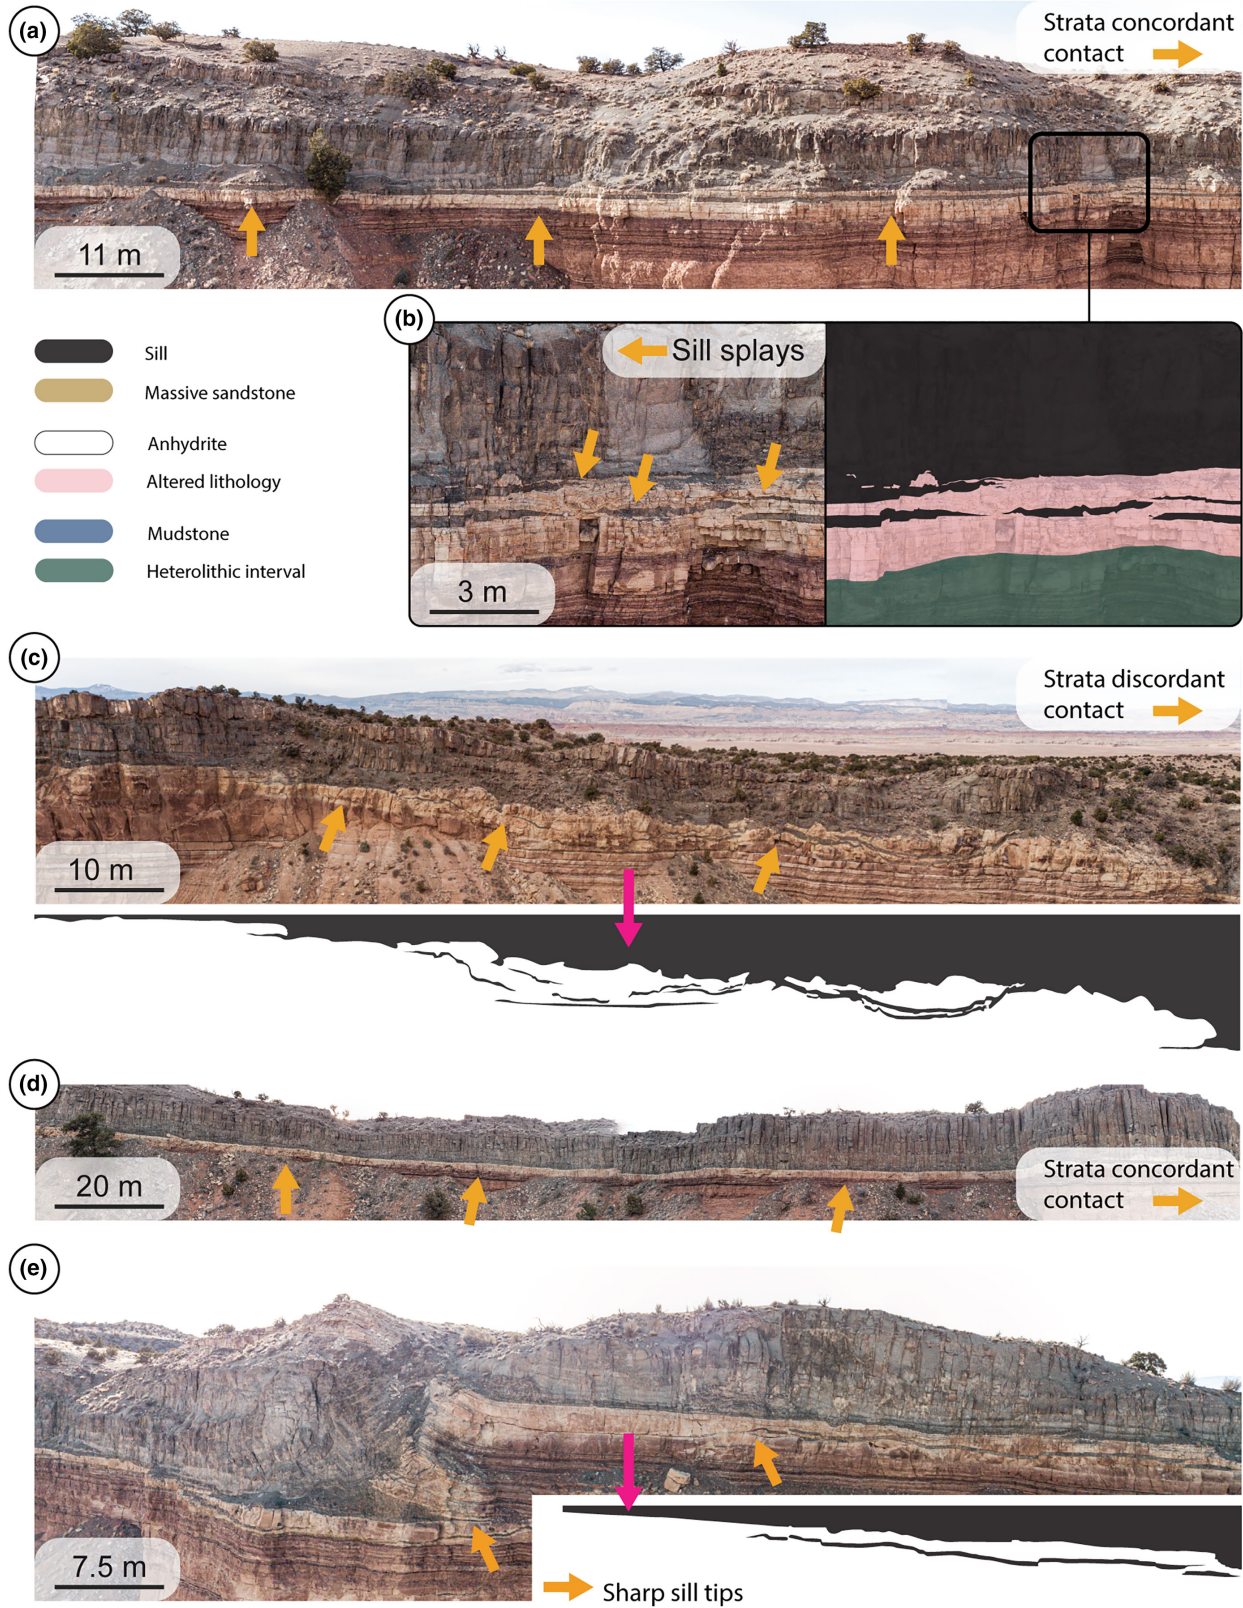 (a)
Strata concordant
contact
11 m
(b)
Sill splays
3 m
Sill
Massive sandstone
Anhydrite
Altered lithology
Mudstone
Heterolithic interval
(c)
Strata discordant
contact
10 m
(d)
20 m
Strata concordant
contact
(e)
7.5 m
Sharp sill tips